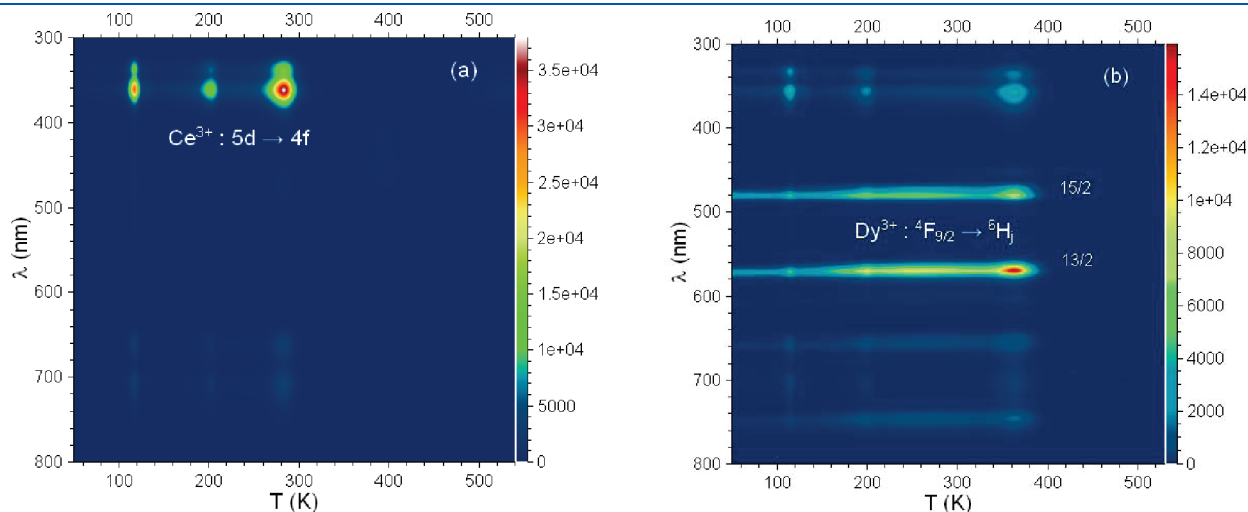 100 200 300 400 500
300
400
500
600
700
800
λ (nm)
(a)
Ce³⁺ : 5d → 4f
100 200 300 400 500
T (K)
3.5e+04
3e+04
2.5e+04
2e+04
1.5e+04
1e+04
5000
0
100 200 300 400 500
300
400
500
600
700
800
λ (nm)
(b)
15/2
Dy³⁺ : ⁴F₉/₂ → ⁶Hⱼ
13/2
100 200 300 400 500
T (K)
1.4e+04
1.2e+04
1e+04
8000
6000
4000
2000
0